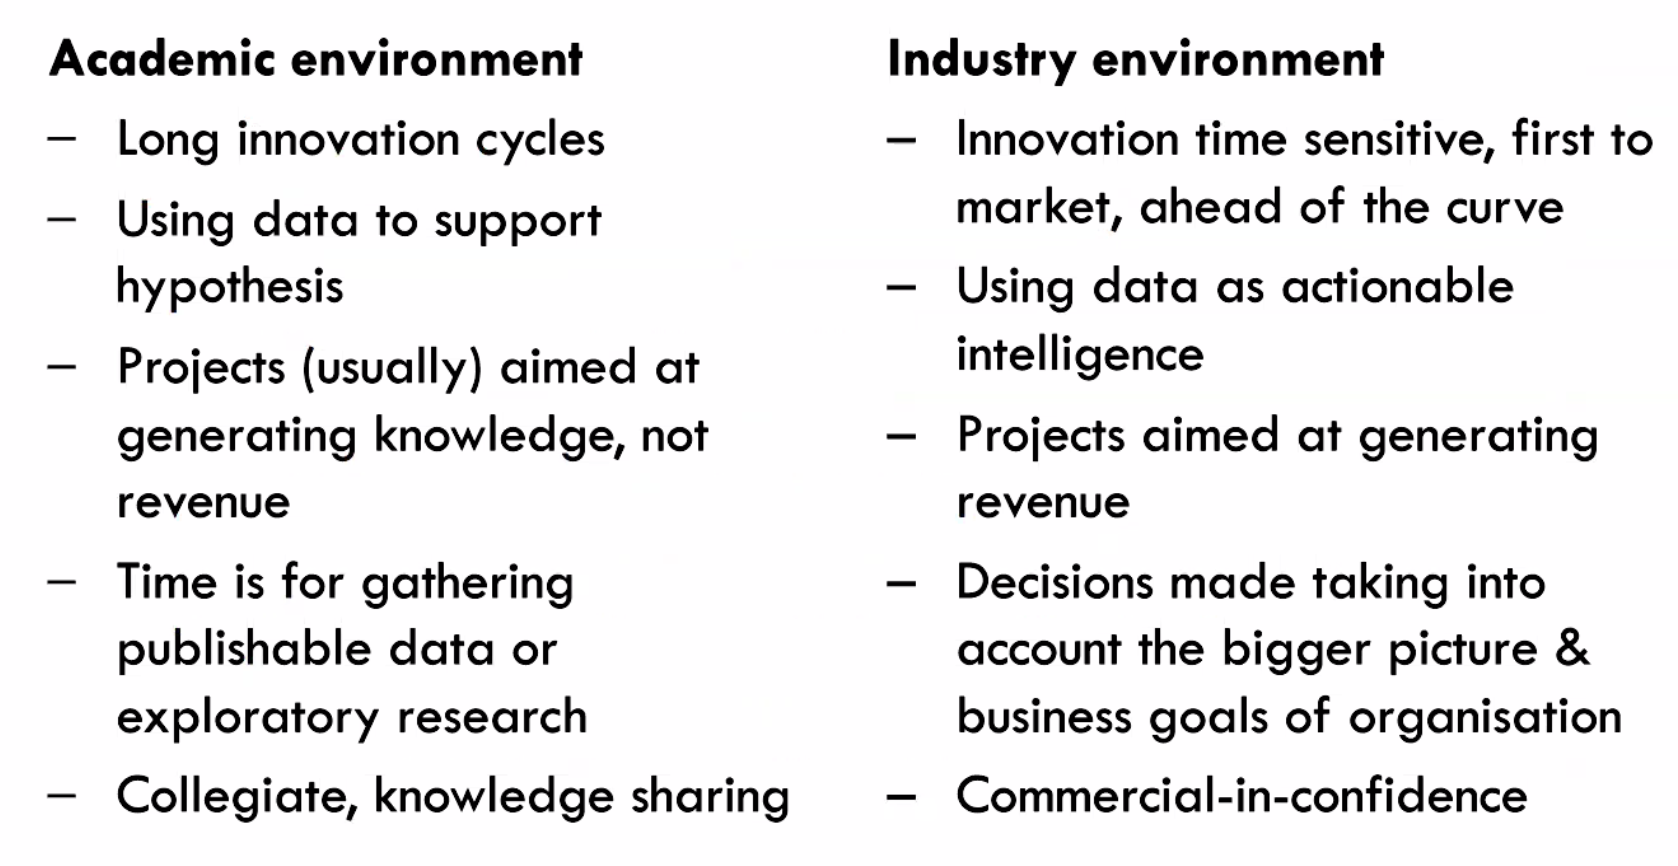 Academic environment
– Long innovation cycles
– Using data to support
hypothesis
– Projects (usually) aimed at
generating knowledge, not
revenue
– Time is for gathering
publishable data or
exploratory research
– Collegiate, knowledge sharing
Industry environment
– Innovation time sensitive, first to
market, ahead of the curve
– Using data as actionable
intelligence
– Projects aimed at generating
revenue
– Decisions made taking into
account the bigger picture &
business goals of organisation
– Commercial-in-confidence